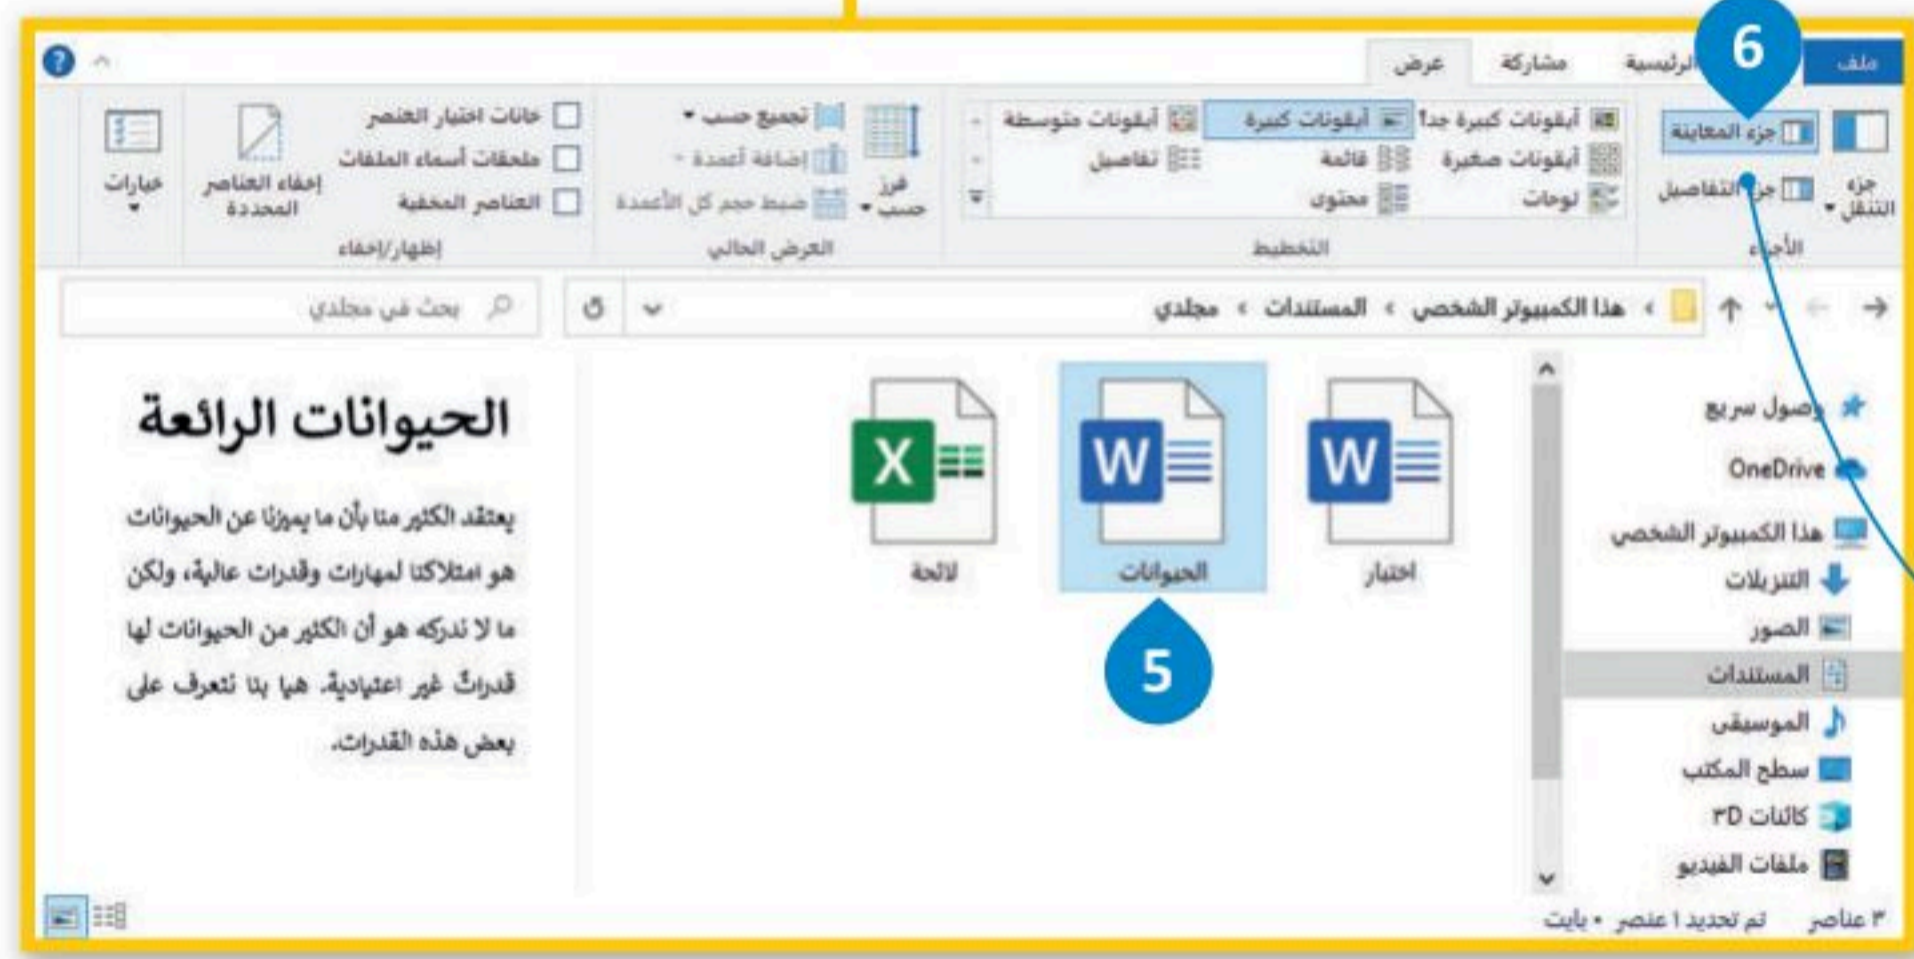 6
ملف الرئيسية مشاركة عرض
جزء المعاينة
جزء التفاصيل
جزء التنقل
الأجزاء
أيقونات كبيرة جدا أيقونات كبيرة أيقونات متوسطة
أيقونات صغيرة قائمة تفاصيل
لوحات محتوى
التخطيط
فرز حسب
تجميع حسب
إضافة أعمدة
ضبط حجم كل الأعمدة
العرض الحالي
خانات اختيار العنصر
ملحقات أسماء الملفات
العناصر المخفية
إخفاء العناصر المحددة
إظهار/إخفاء
خيارات
هذا الكمبيوتر الشخصي › المستندات › مجلدي
بحث في مجلدي
وصول سريع
OneDrive
هذا الكمبيوتر الشخصي
التنزيلات
الصور
المستندات
الموسيقى
سطح المكتب
كائنات ٣D
ملفات الفيديو
اختبار
الحيوانات
لائحة
5
الحيوانات الرائعة
يعتقد الكثير منا بأن ما يميزنا عن الحيوانات
هو امتلاكنا لمهارات وقدرات عالية، ولكن
ما لا ندركه هو أن الكثير من الحيوانات لها
قدراتٌ غير اعتيادية. هيا بنا نتعرف على
بعض هذه القدرات.
٣ عناصر تم تحديد ١ عنصر ٠ بايت